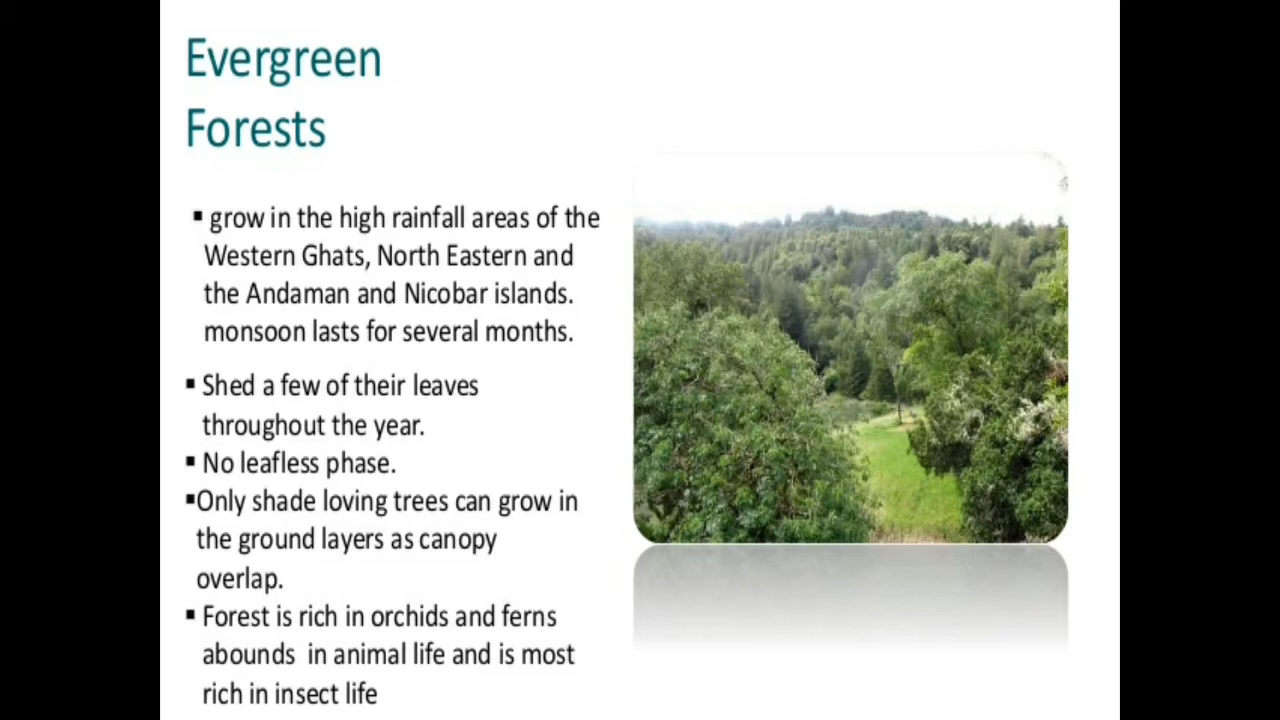 Evergreen
Forests
▪ grow in the high rainfall areas of the
Western Ghats, North Eastern and
the Andaman and Nicobar islands.
monsoon lasts for several months.
▪ Shed a few of their leaves
throughout the year.
▪ No leafless phase.
▪Only shade loving trees can grow in
the ground layers as canopy
overlap.
▪ Forest is rich in orchids and ferns
abounds in animal life and is most
rich in insect life